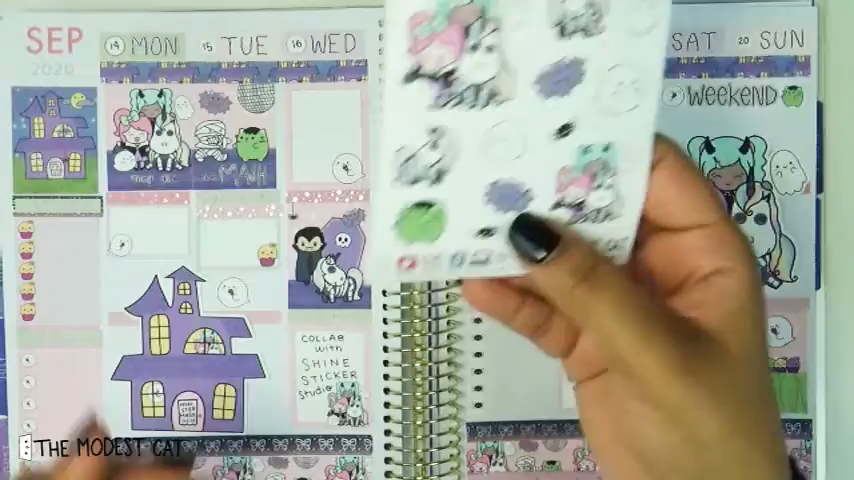 SEP
2020
14 MON
15 TUE
16 WED
SAT
20 SUN
WEEKEND
MASH
COLLAB
with
SHINE
STICKER
Studio
THE MODEST CAT